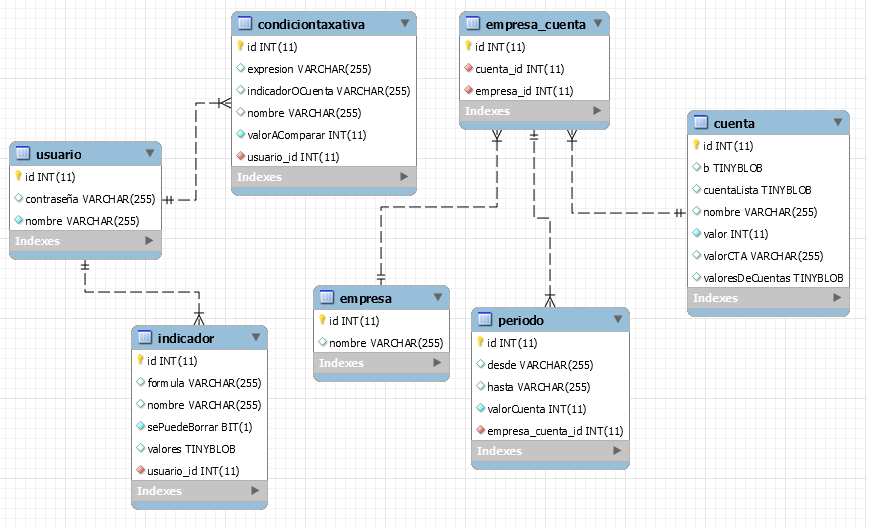 condiciontaxativa
id INT(11)
expresion VARCHAR(255)
indicadorOCuenta VARCHAR(255)
nombre VARCHAR(255)
valorAComparar INT(11)
usuario_id INT(11)
Indexes
empresa_cuenta
id INT(11)
cuenta_id INT(11)
empresa_id INT(11)
Indexes
cuenta
id INT(11)
b TINYBLOB
cuentaLista TINYBLOB
nombre VARCHAR(255)
valor INT(11)
valorCTA VARCHAR(255)
valoresDeCuentas TINYBLOB
Indexes
usuario
id INT(11)
contraseña VARCHAR(255)
nombre VARCHAR(255)
Indexes
empresa
id INT(11)
nombre VARCHAR(255)
Indexes
periodo
id INT(11)
desde VARCHAR(255)
hasta VARCHAR(255)
valorCuenta INT(11)
empresa_cuenta_id INT(11)
Indexes
indicador
id INT(11)
formula VARCHAR(255)
nombre VARCHAR(255)
sePuedeBorrar BIT(1)
valores TINYBLOB
usuario_id INT(11)
Indexes